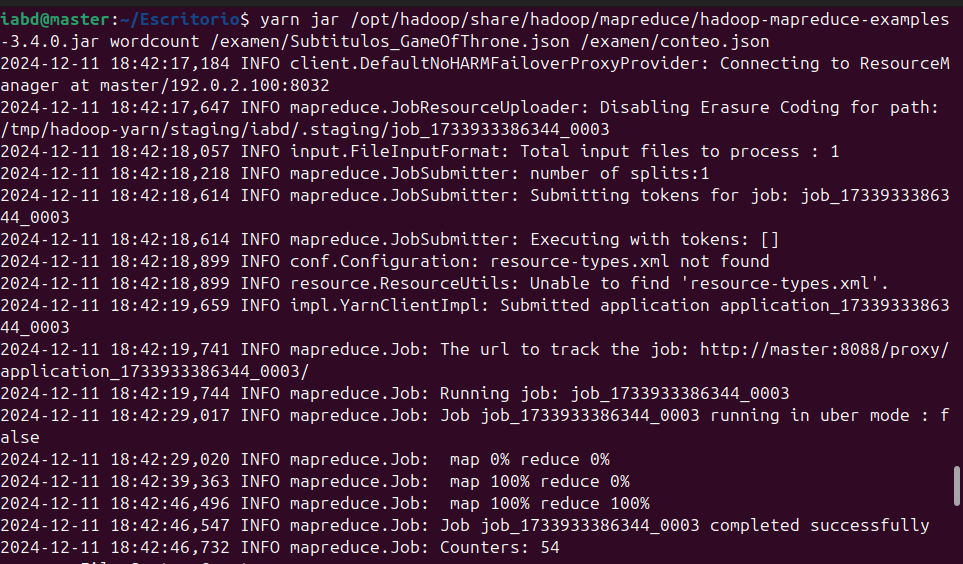 iabd@master:~/Escritorio$ yarn jar /opt/hadoop/share/hadoop/mapreduce/hadoop-mapreduce-examples
-3.4.0.jar wordcount /examen/Subtitulos_GameOfThrone.json /examen/conteo.json
2024-12-11 18:42:17,184 INFO client.DefaultNoHARMFailoverProxyProvider: Connecting to ResourceM
anager at master/192.0.2.100:8032
2024-12-11 18:42:17,647 INFO mapreduce.JobResourceUploader: Disabling Erasure Coding for path:
/tmp/hadoop-yarn/staging/iabd/.staging/job_1733933386344_0003
2024-12-11 18:42:18,057 INFO input.FileInputFormat: Total input files to process : 1
2024-12-11 18:42:18,218 INFO mapreduce.JobSubmitter: number of splits:1
2024-12-11 18:42:18,614 INFO mapreduce.JobSubmitter: Submitting tokens for job: job_17339333863
44_0003
2024-12-11 18:42:18,614 INFO mapreduce.JobSubmitter: Executing with tokens: []
2024-12-11 18:42:18,899 INFO conf.Configuration: resource-types.xml not found
2024-12-11 18:42:18,899 INFO resource.ResourceUtils: Unable to find 'resource-types.xml'.
2024-12-11 18:42:19,659 INFO impl.YarnClientImpl: Submitted application application_17339333863
44_0003
2024-12-11 18:42:19,741 INFO mapreduce.Job: The url to track the job: http://master:8088/proxy/
application_1733933386344_0003/
2024-12-11 18:42:19,744 INFO mapreduce.Job: Running job: job_1733933386344_0003
2024-12-11 18:42:29,017 INFO mapreduce.Job: Job job_1733933386344_0003 running in uber mode : f
alse
2024-12-11 18:42:29,020 INFO mapreduce.Job:  map 0% reduce 0%
2024-12-11 18:42:39,363 INFO mapreduce.Job:  map 100% reduce 0%
2024-12-11 18:42:46,496 INFO mapreduce.Job:  map 100% reduce 100%
2024-12-11 18:42:46,547 INFO mapreduce.Job: Job job_1733933386344_0003 completed successfully
2024-12-11 18:42:46,732 INFO mapreduce.Job: Counters: 54